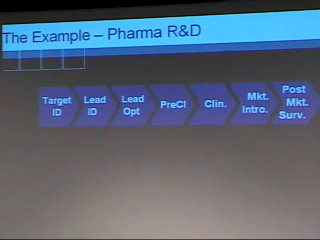 The Example – Pharma R&D
Target
ID
Lead
ID
Lead
Opt
PreCl
Clin.
Mkt.
Intro.
Post
Mkt.
Surv.